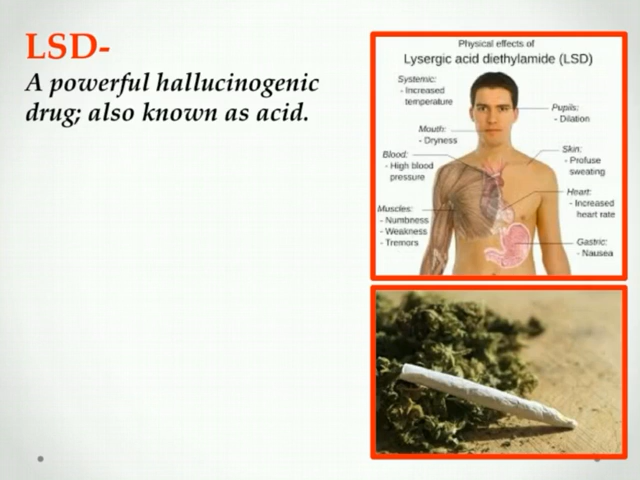 LSD-
A powerful hallucinogenic
drug; also known as acid.
Physical effects of
Lysergic acid diethylamide (LSD)
Systemic:
- Increased
temperature
Pupils:
- Dilation
Mouth:
- Dryness
Skin:
- Profuse
sweating
Blood:
- High blood
pressure
Heart:
- Increased
heart rate
Muscles:
- Numbness
- Weakness
- Tremors
Gastric:
- Nausea